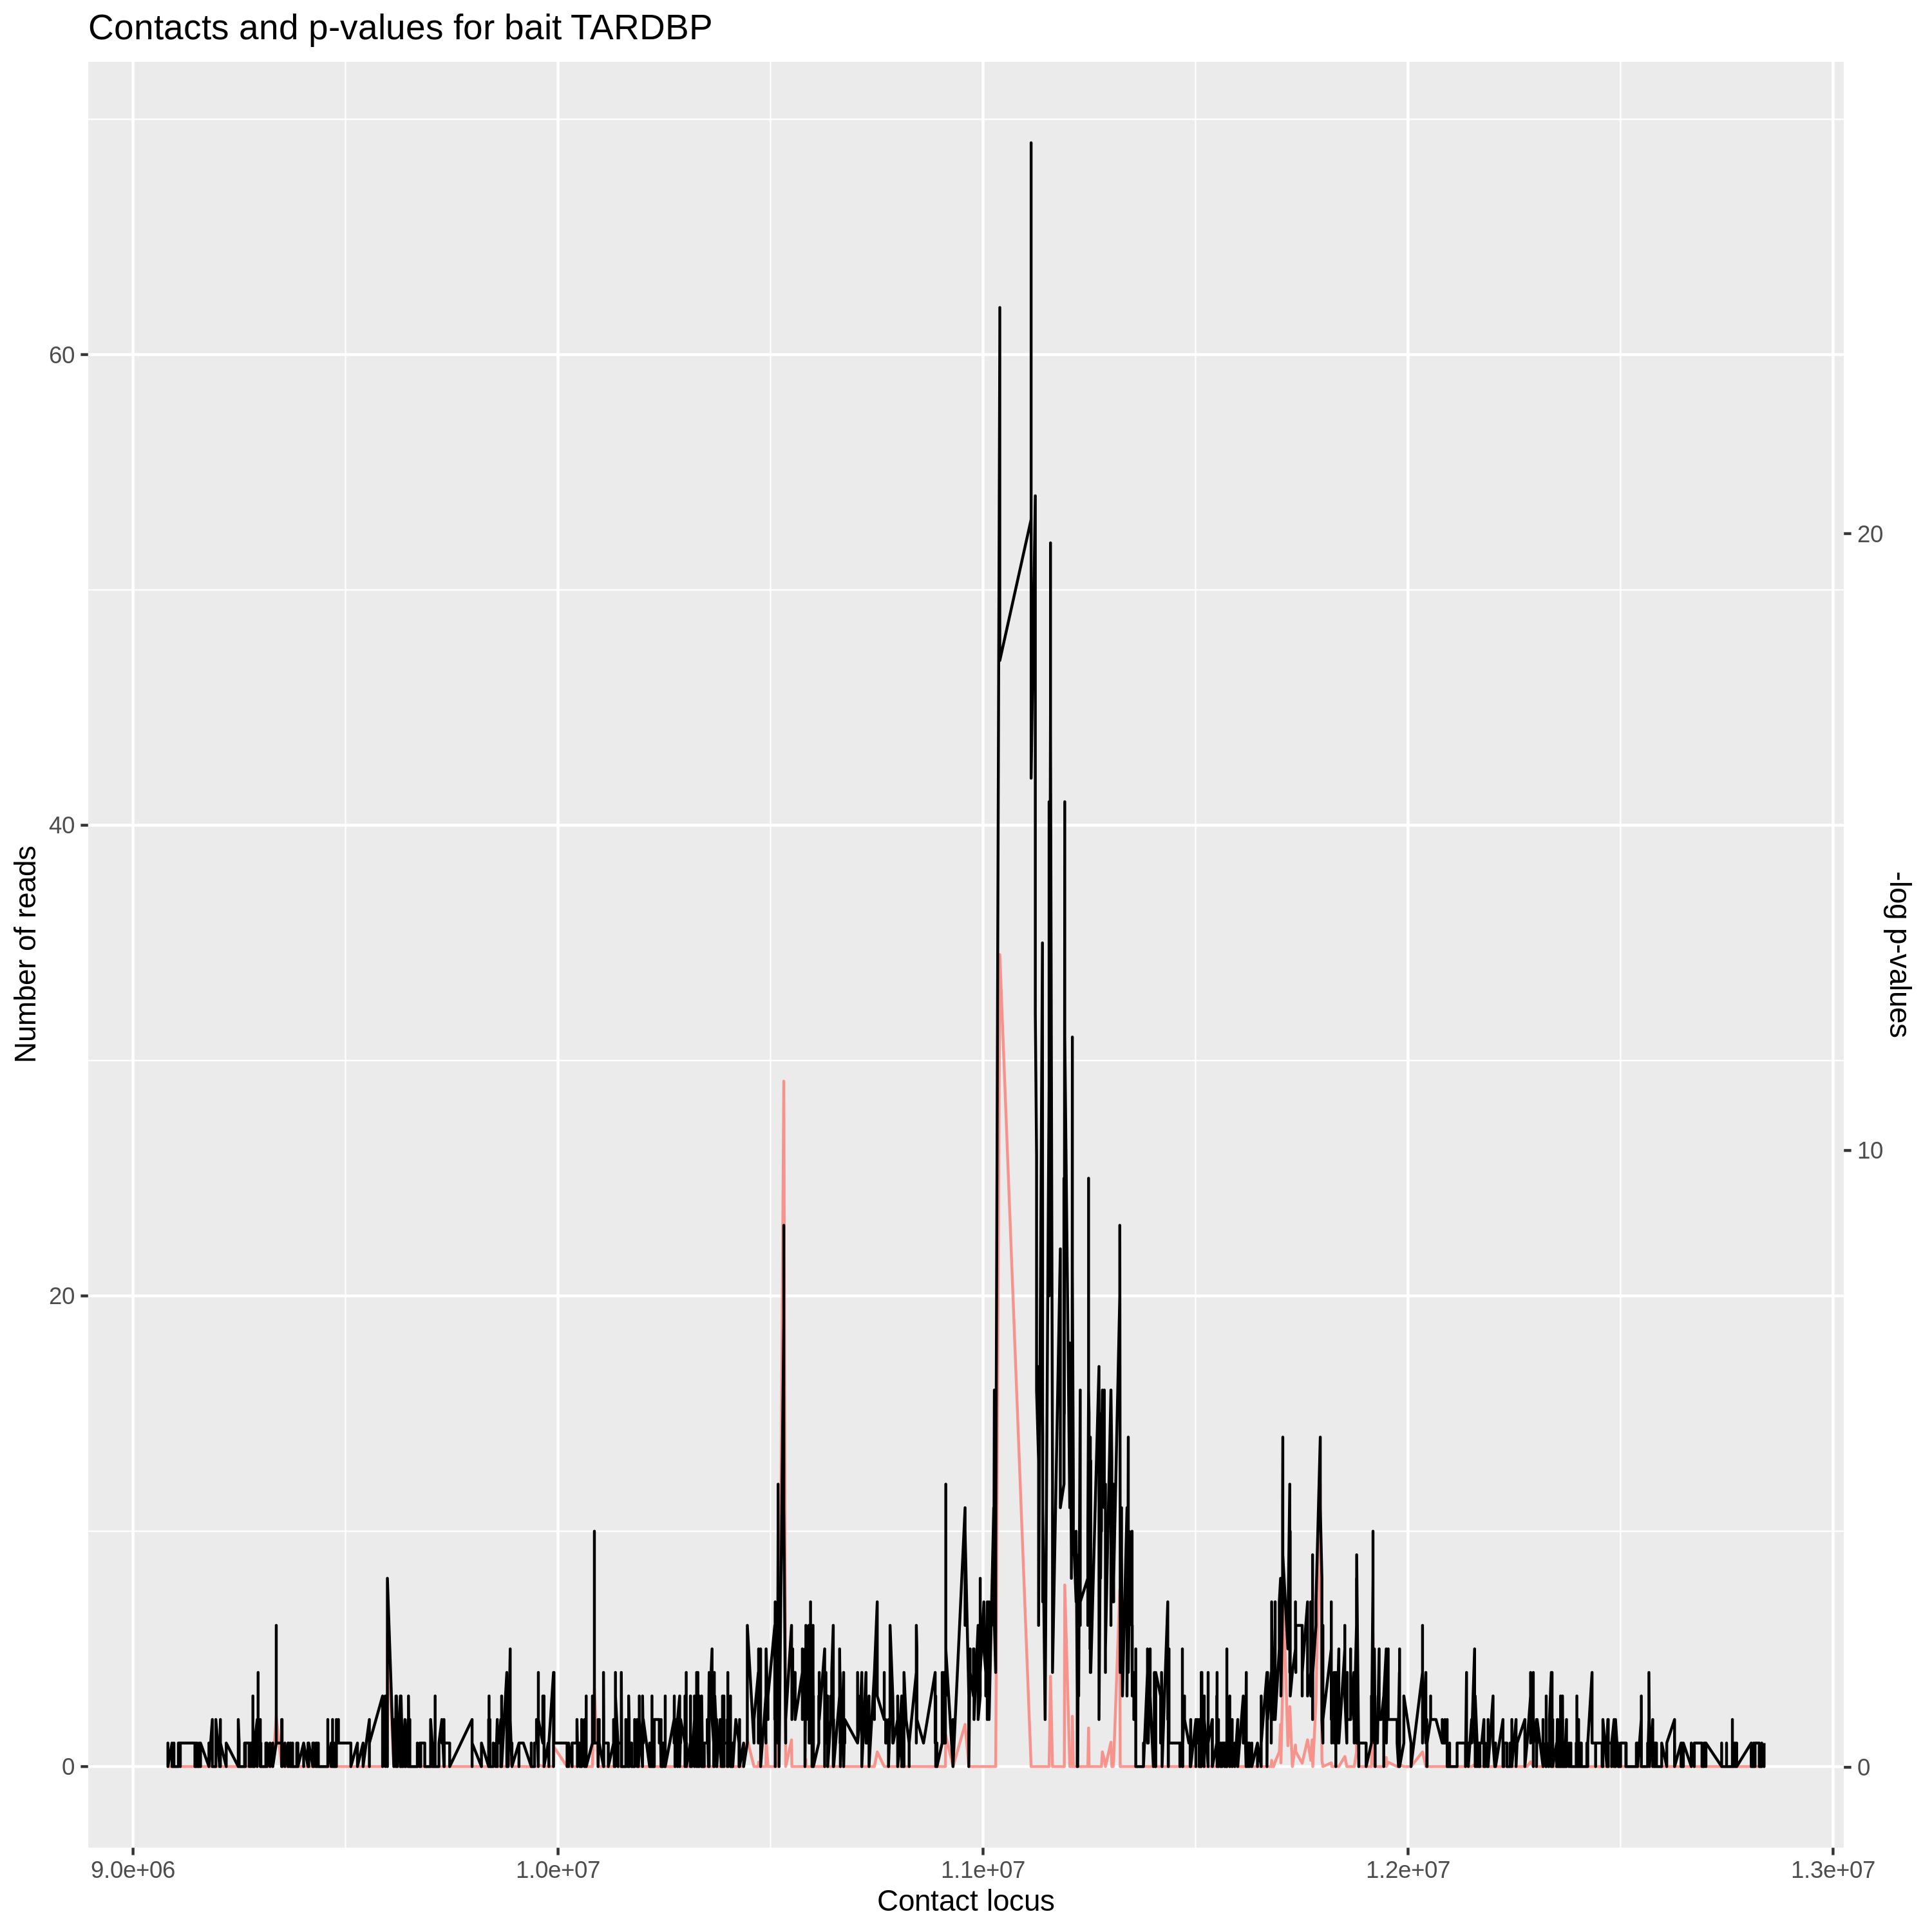 Contacts and p-values for bait TARDBP
60
40
20
0
Number of reads
20
10
0
-log p-values
9.0e+06
1.0e+07
1.1e+07
1.2e+07
1.3e+07
Contact locus